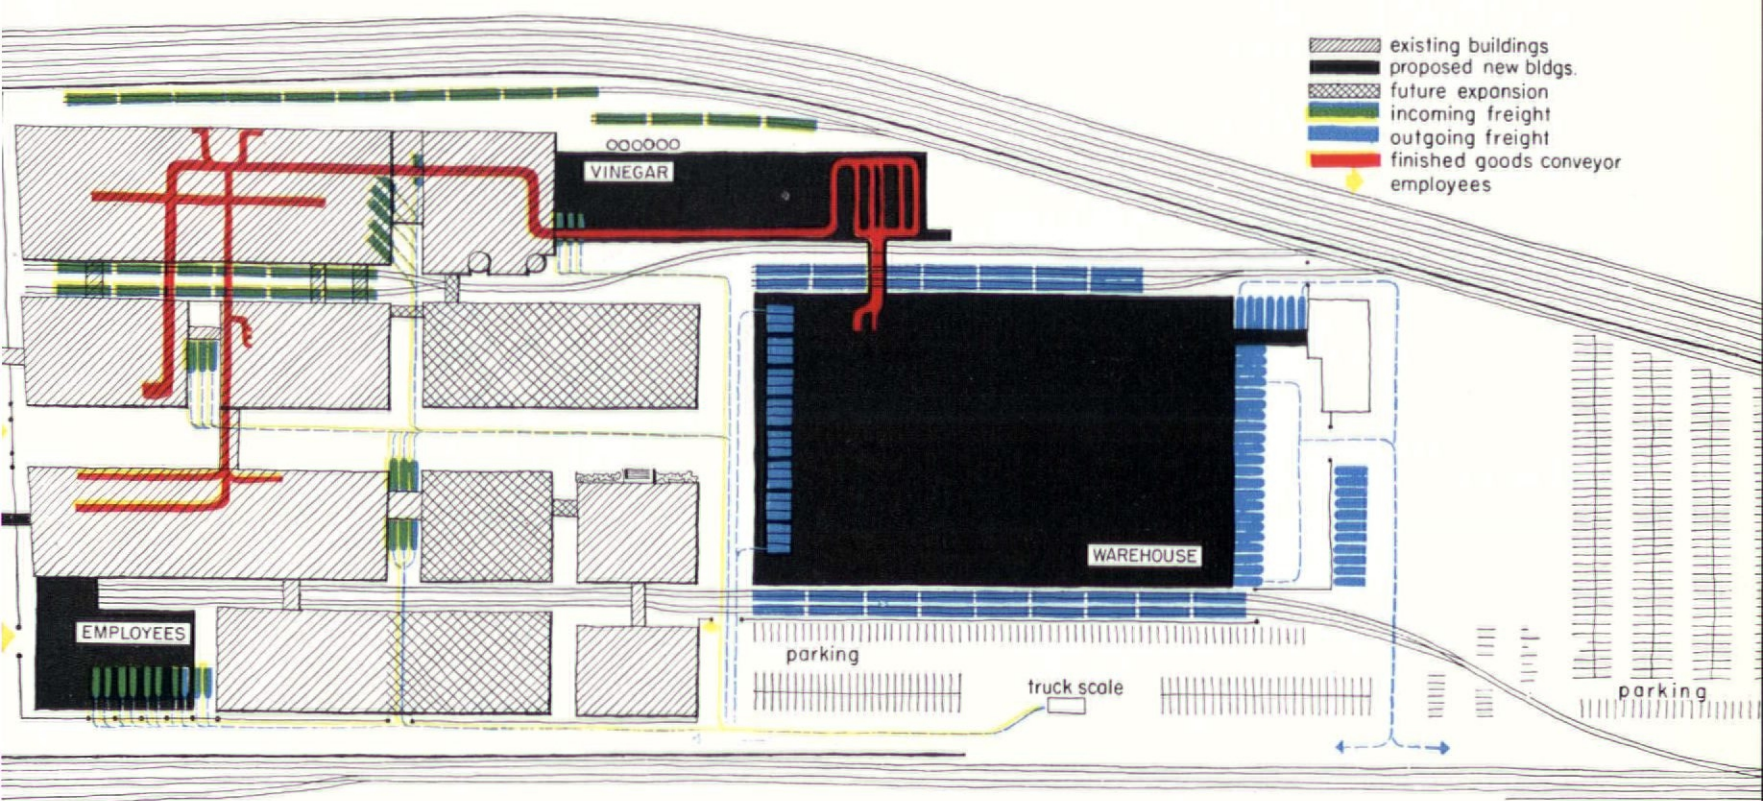 existing buildings
proposed new bldgs.
future expansion
incoming freight
outgoing freight
finished goods conveyor
employees
VINEGAR
WAREHOUSE
EMPLOYEES
parking
truck scale
parking